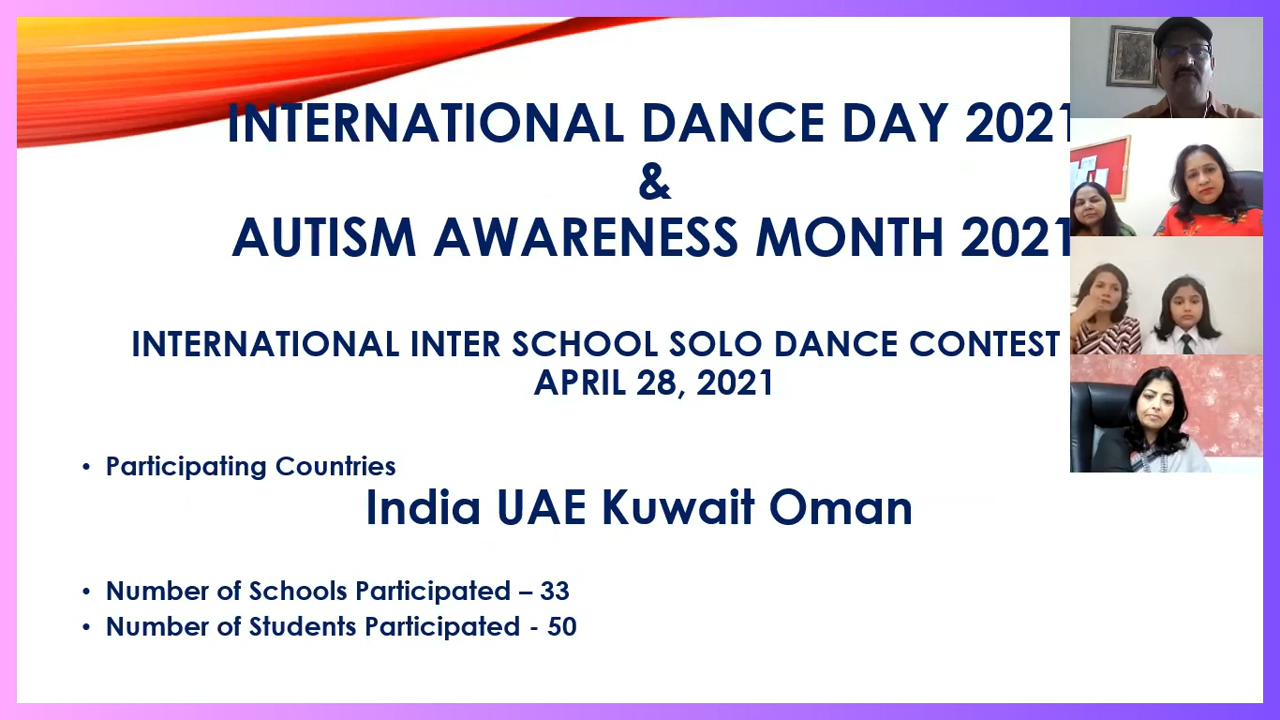 INTERNATIONAL DANCE DAY 2021
&
AUTISM AWARENESS MONTH 2021
INTERNATIONAL INTER SCHOOL SOLO DANCE CONTEST
APRIL 28, 2021
• Participating Countries
India UAE Kuwait Oman
• Number of Schools Participated – 33
• Number of Students Participated - 50